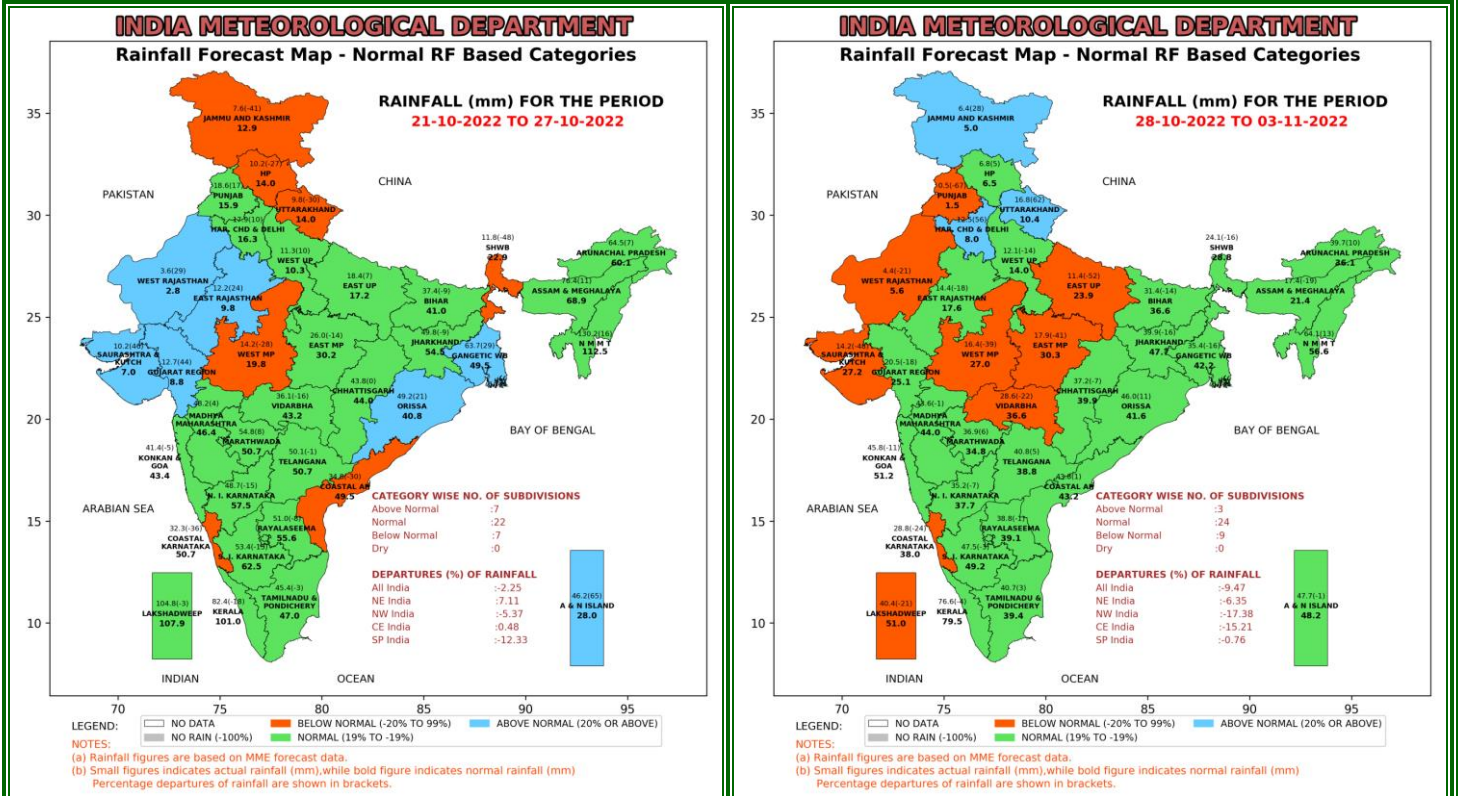 INDIA METEOROLOGICAL DEPARTMENT
Rainfall Forecast Map - Normal RF Based Categories
RAINFALL (mm) FOR THE PERIOD
21-10-2022 TO 27-10-2022
35
30
25
20
15
10
70
75
80
85
90
95
PAKISTAN
CHINA
BAY OF BENGAL
ARABIAN SEA
INDIAN
OCEAN
7.6(-41)
JAMMU AND KASHMIR
12.9
10.2(-27)
HP
14.0
18.6(17)
PUNJAB
15.9
9.8(-30)
UTTARAKHAND
14.0
17.9(10)
HAR, CHD & DELHI
16.3
11.3(10)
WEST UP
10.3
11.8(-48)
SHWB
22.9
64.5(7)
ARUNACHAL PRADESH
60.1
3.6(29)
WEST RAJASTHAN
2.8
12.2(24)
EAST RAJASTHAN
9.8
18.4(7)
EAST UP
17.2
37.4(-9)
BIHAR
41.0
76.4(11)
ASSAM & MEGHALAYA
68.9
10.2(46)
SAURASHTRA &
KUTCH
7.0
12.7(44)
GUJARAT REGION
8.8
14.2(-28)
WEST MP
19.8
26.0(-14)
EAST MP
30.2
49.8(-9)
JHARKHAND
54.5
63.7(29)
GANGETIC WB
49.5
130.2(16)
N M M T
112.5
48.2(4)
MADHYA
MAHARASHTRA
46.4
36.1(-16)
VIDARBHA
43.2
43.8(0)
CHHATTISGARH
44.0
49.2(21)
ORISSA
40.8
41.4(-5)
KONKAN &
GOA
43.4
54.8(8)
MARATHWADA
50.7
50.1(-1)
TELANGANA
50.7
COASTAL AP
49.5
48.7(-15)
N. I. KARNATAKA
57.5
51.0(-8)
RAYALASEEMA
55.6
32.3(-36)
COASTAL
KARNATAKA
50.7
53.4(-15)
S. I. KARNATAKA
62.5
45.4(-3)
TAMILNADU &
PONDICHERY
47.0
82.4(-18)
KERALA
101.0
104.8(-3)
LAKSHADWEEP
107.9
46.2(65)
A & N ISLAND
28.0
CATEGORY WISE NO. OF SUBDIVISIONS
Above Normal :7
Normal :22
Below Normal :7
Dry :0
DEPARTURES (%) OF RAINFALL
All India :-2.25
NE India :7.11
NW India :-5.37
CE India :0.48
SP India :-12.33
LEGEND:
NO DATA
BELOW NORMAL (-20% TO 99%)
ABOVE NORMAL (20% OR ABOVE)
NO RAIN (-100%)
NORMAL (19% TO -19%)
NOTES:
(a) Rainfall figures are based on MME forecast data.
(b) Small figures indicates actual rainfall (mm),while bold figure indicates normal rainfall (mm)
Percentage departures of rainfall are shown in brackets.
INDIA METEOROLOGICAL DEPARTMENT
Rainfall Forecast Map - Normal RF Based Categories
RAINFALL (mm) FOR THE PERIOD
28-10-2022 TO 03-11-2022
35
30
25
20
15
10
70
75
80
85
90
95
PAKISTAN
CHINA
BAY OF BENGAL
ARABIAN SEA
INDIAN
OCEAN
6.4(28)
JAMMU AND KASHMIR
5.0
6.8(5)
HP
6.5
0.5(-67)
PUNJAB
1.5
16.8(62)
UTTARAKHAND
10.4
12.5(56)
HAR, CHD & DELHI
8.0
12.1(-14)
WEST UP
14.0
24.1(-16)
SHWB
28.8
39.7(10)
ARUNACHAL PRADESH
36.1
4.4(-21)
WEST RAJASTHAN
5.6
14.4(-18)
EAST RAJASTHAN
17.6
11.4(-52)
EAST UP
23.9
31.4(-14)
BIHAR
36.6
17.4(-19)
ASSAM & MEGHALAYA
21.4
SAURASHTRA &
KUTCH
27.2
20.5(-18)
GUJARAT REGION
25.1
16.4(-39)
WEST MP
27.0
17.9(-41)
EAST MP
30.3
39.9(-16)
JHARKHAND
47.7
35.4(-16)
GANGETIC WB
42.2
64.1(13)
N M M T
56.6
43.6(-1)
MADHYA
MAHARASHTRA
44.0
28.6(-22)
VIDARBHA
36.6
37.2(-7)
CHHATTISGARH
39.9
46.0(11)
ORISSA
41.6
45.8(-11)
KONKAN &
GOA
51.2
36.9(6)
MARATHWADA
34.8
40.8(5)
TELANGANA
38.8
COASTAL AP
43.2
35.2(-7)
N. I. KARNATAKA
37.7
38.8(-1)
RAYALASEEMA
39.1
28.8(-24)
COASTAL
KARNATAKA
38.0
S. I. KARNATAKA
49.2
40.7(3)
TAMILNADU &
PONDICHERY
39.4
76.6(-4)
KERALA
79.5
40.4(-21)
LAKSHADWEEP
51.0
47.7(-1)
A & N ISLAND
48.2
CATEGORY WISE NO. OF SUBDIVISIONS
Above Normal :3
Normal :24
Below Normal :9
Dry :0
DEPARTURES (%) OF RAINFALL
All India :-9.47
NE India :-6.35
NW India :-17.38
CE India :-15.21
SP India :-0.76
LEGEND:
NO DATA
BELOW NORMAL (-20% TO 99%)
ABOVE NORMAL (20% OR ABOVE)
NO RAIN (-100%)
NORMAL (19% TO -19%)
NOTES:
(a) Rainfall figures are based on MME forecast data.
(b) Small figures indicates actual rainfall (mm),while bold figure indicates normal rainfall (mm)
Percentage departures of rainfall are shown in brackets.